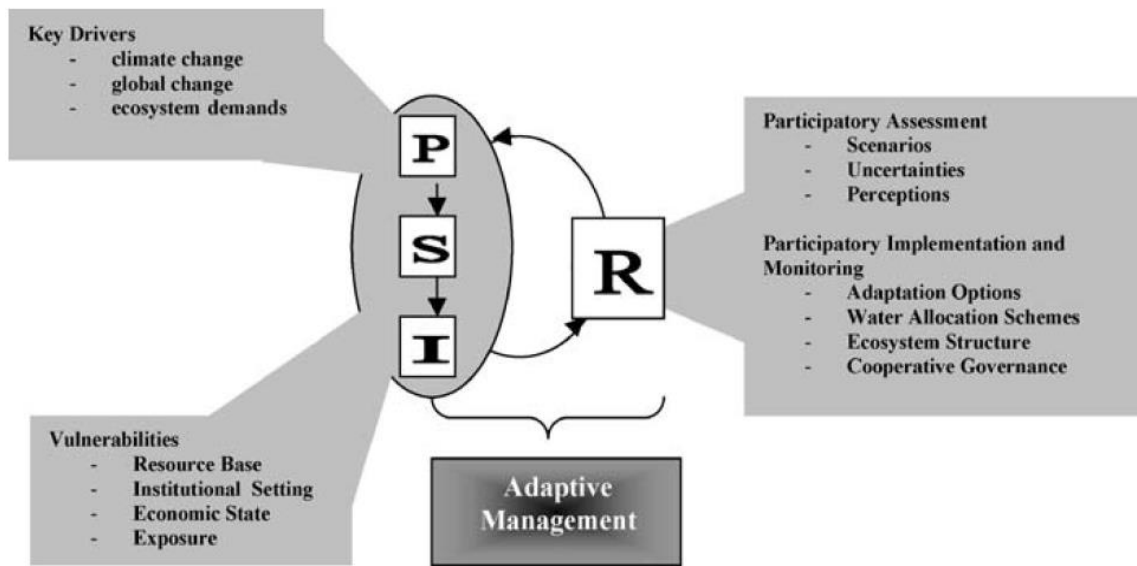 Key Drivers
- climate change
- global change
- ecosystem demands
P
S
I
R
Participatory Assessment
- Scenarios
- Uncertainties
- Perceptions
Participatory Implementation and
Monitoring
- Adaptation Options
- Water Allocation Schemes
- Ecosystem Structure
- Cooperative Governance
Vulnerabilities
- Resource Base
- Institutional Setting
- Economic State
- Exposure
Adaptive
Management